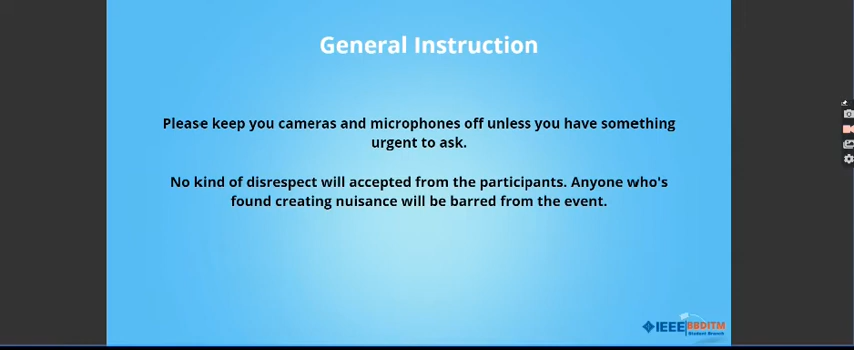 General Instruction
Please keep you cameras and microphones off unless you have something
urgent to ask.
No kind of disrespect will accepted from the participants. Anyone who's
found creating nuisance will be barred from the event.
IEEE BBDITM
Student Branch